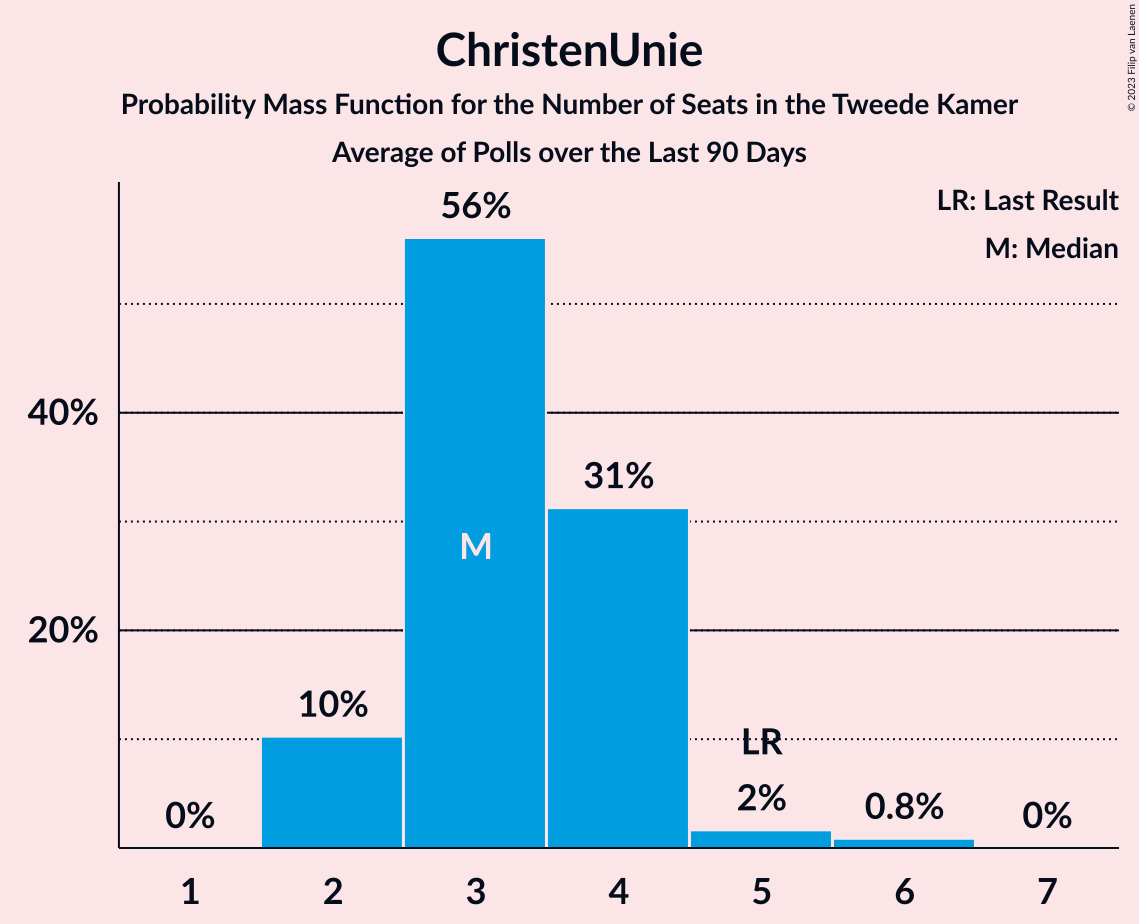 ChristenUnie
Probability Mass Function for the Number of Seats in the Tweede Kamer
Average of Polls over the Last 90 Days
© 2023 Filip van Laenen
LR: Last Result
M: Median
56%
40%
31%
M
20%
10%
LR
2%
0.8%
0%
0%
1 2 3 4 5 6 7